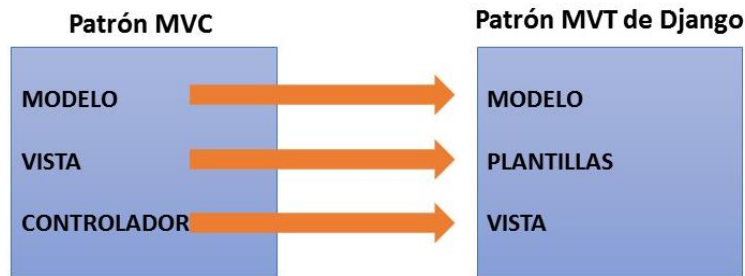 Patrón MVC
MODELO
VISTA
CONTROLADOR
Patrón MVT de Django
MODELO
PLANTILLAS
VISTA